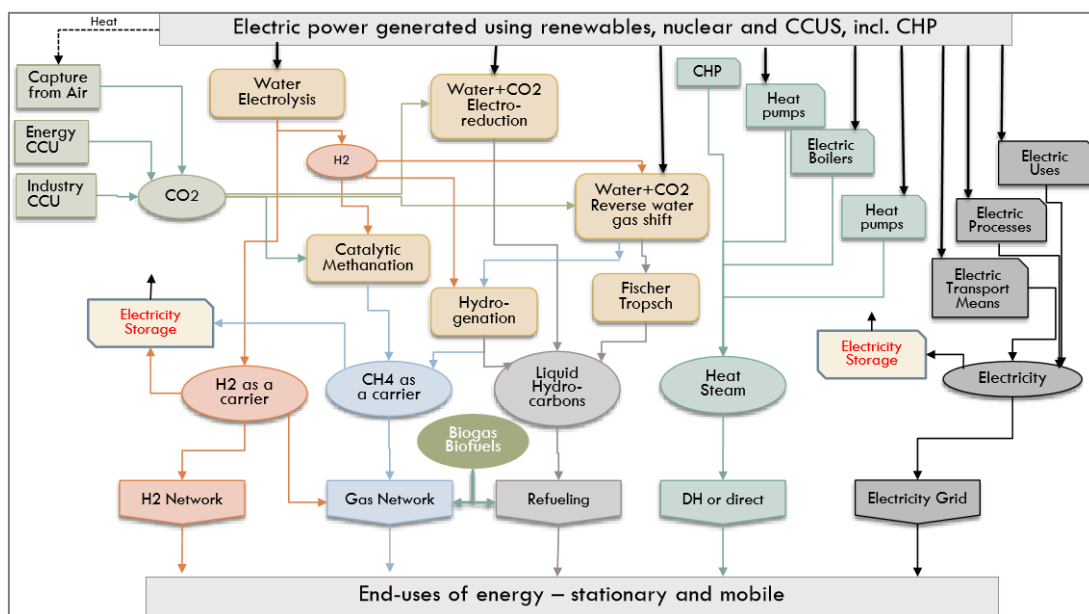 Electric power generated using renewables, nuclear and CCUS, incl. CHP
Heat
Capture
from Air
Water
Electrolysis
Water+CO2
Electro-
reduction
CHP
Heat
pumps
Energy
CCU
Electric
Boilers
Electric
Uses
H2
Industry
CCU
CO2
Water+CO2
Reverse water
gas shift
Heat
pumps
Electric
Processes
Catalytic
Methanation
Electric
Transport
Means
Fischer
Tropsch
Hydro-
genation
Electricity
Storage
Electricity
Storage
H2 as a
carrier
CH4 as
a carrier
Liquid
Hydro-
carbons
Heat
Steam
Electricity
Biogas
Biofuels
H2 Network
Gas Network
Refueling
DH or direct
Electricity Grid
End-uses of energy – stationary and mobile